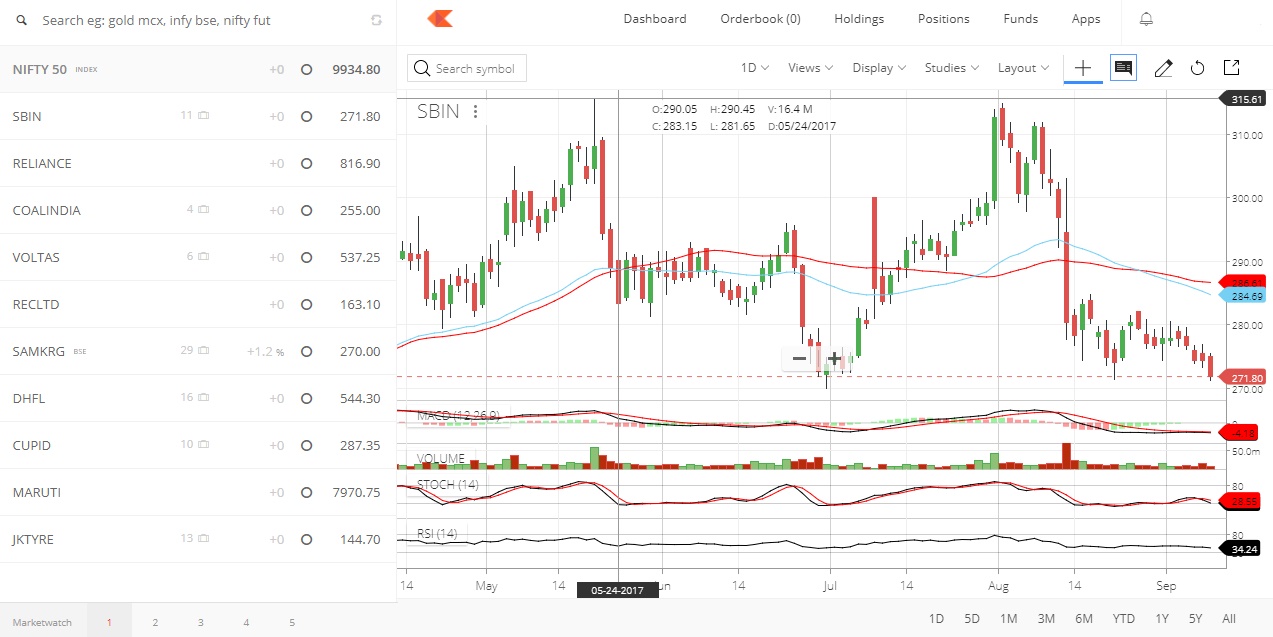 Search eg: gold mcx, infy bse, nifty fut
Dashboard Orderbook (0) Holdings Positions Funds Apps
NIFTY 50 INDEX +0 9934.80
SBIN 11 +0 271.80
RELIANCE +0 816.90
COALINDIA 4 +0 255.00
VOLTAS 6 +0 537.25
RECLTD +0 163.10
SAMKRG BSE 29 +1.2 % 270.00
DHFL 16 +0 544.30
CUPID 10 +0 287.35
MARUTI +0 7970.75
JKTYRE 13 +0 144.70
Marketwatch 1 2 3 4 5
Search symbol 1D Views Display Studies Layout
SBIN
O:290.05 H:290.45 V:16.4 M
C:283.15 L: 281.65 D:05/24/2017
315.61
310.00
300.00
290.00
286.61
284.69
280.00
271.80
270.00
MACD (12,26,9)
-4.18
VOLUME
50.0m
STOCH (14)
80
28.55
RSI (14)
80
34.24
14 May 14 05-24-2017 un 14 Jul 14 Aug 14 Sep
1D 5D 1M 3M 6M YTD 1Y 5Y All